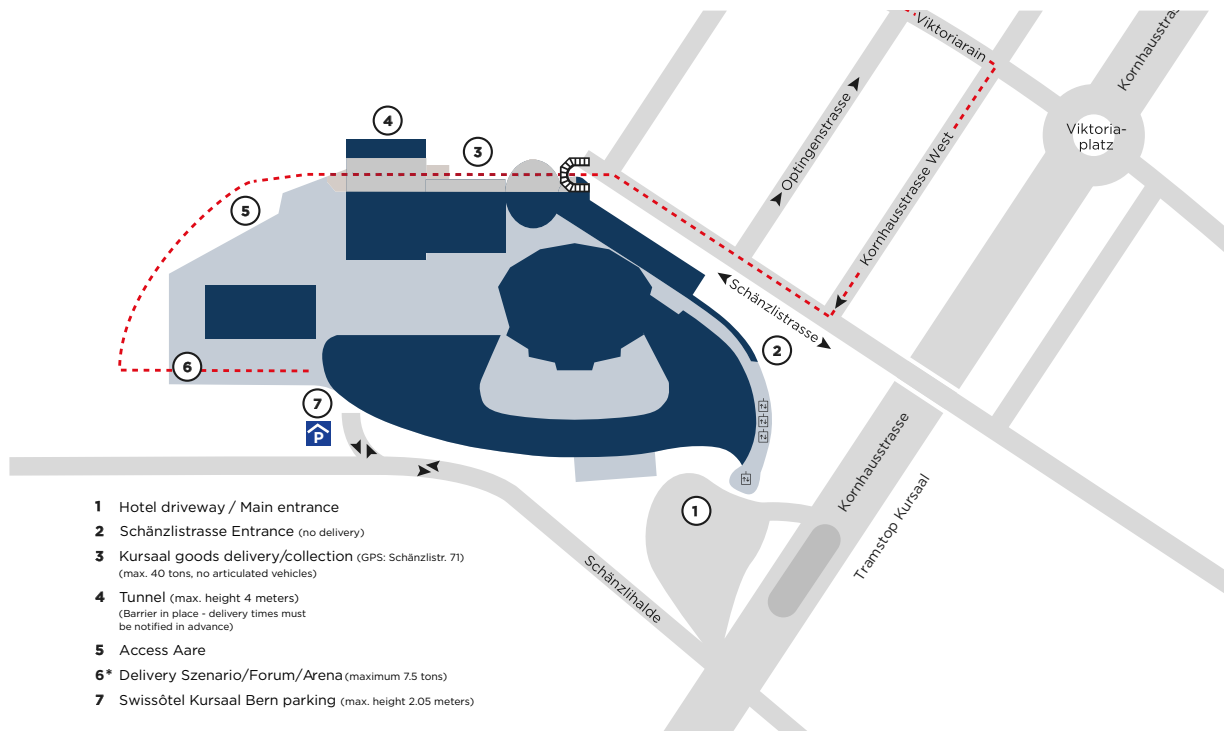 Viktoriarain
Kornhausstras
Viktoria-
platz
Optingenstrasse
Kornhausstrasse West
Schänzlistrasse
4
3
5
2
6
7
P
1
Kornhausstrasse
Tramstop Kursaal
Schänzlihalde
1 Hotel driveway / Main entrance
2 Schänzlistrasse Entrance (no delivery)
3 Kursaal goods delivery/collection (GPS: Schänzlistr. 71)
(max. 40 tons, no articulated vehicles)
4 Tunnel (max. height 4 meters)
(Barrier in place - delivery times must
be notified in advance)
5 Access Aare
6* Delivery Szenario/Forum/Arena (maximum 7.5 tons)
7 Swissôtel Kursaal Bern parking (max. height 2.05 meters)